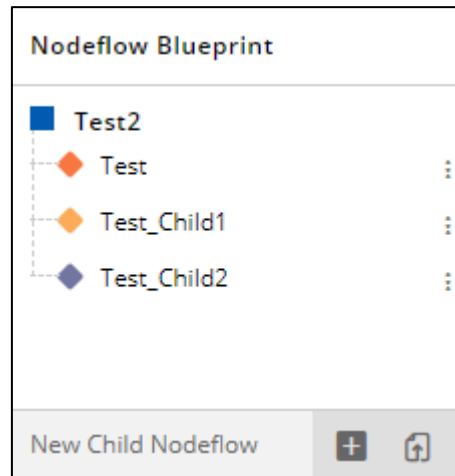 Nodeflow Blueprint
Test2
Test
Test_Child1
Test_Child2
New Child Nodeflow